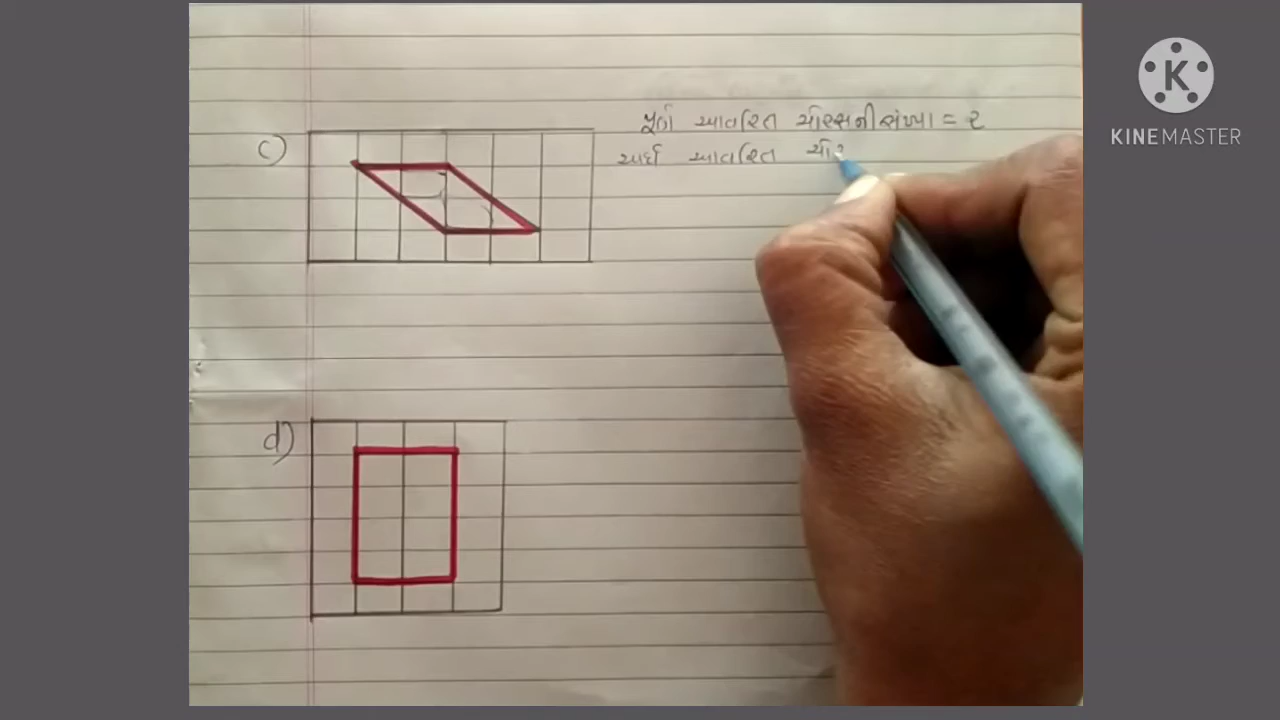 c)
પૂર્ણ આવરિત ચોરસની સંખ્યા = ૨
અર્ધ આવરિત ચોર
d)
KINEMASTER